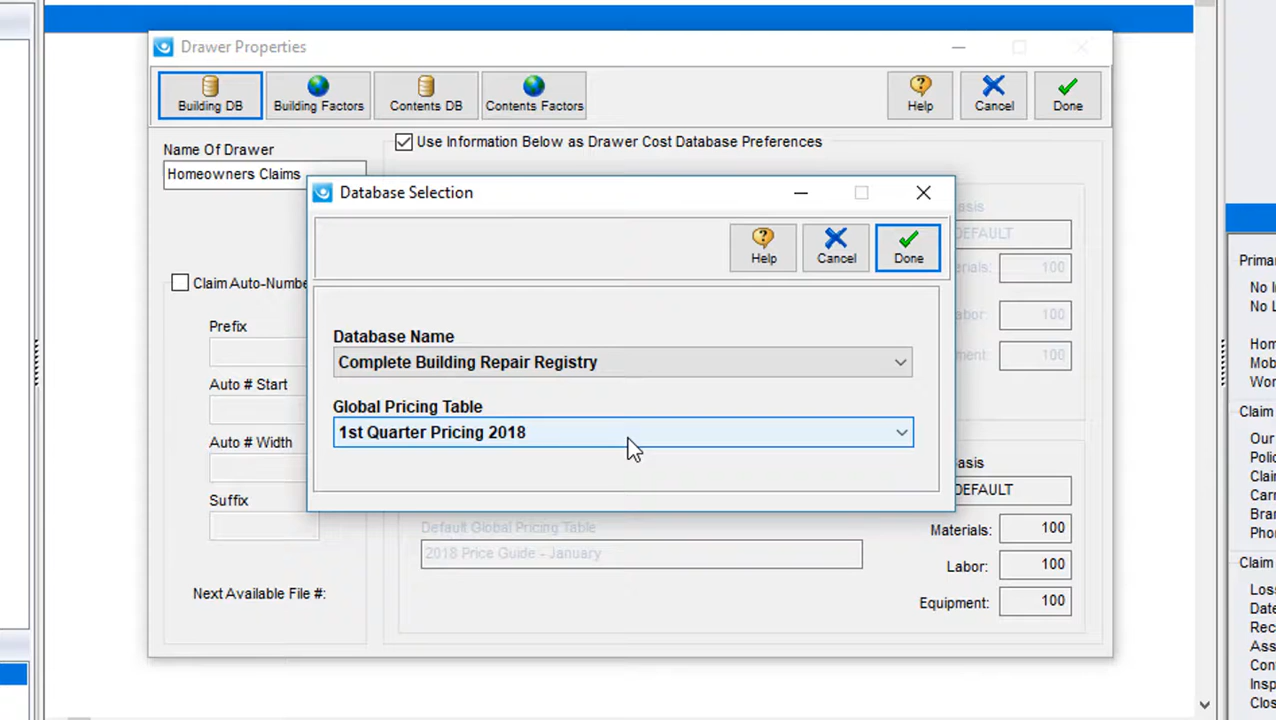 Drawer Properties
Building DB
Building Factors
Contents DB
Contents Factors
Help
Cancel
Done
Name Of Drawer
Homeowners Claims
Use Information Below as Drawer Cost Database Preferences
Database Selection
Help
Cancel
Done
Database Name
Complete Building Repair Registry
Global Pricing Table
1st Quarter Pricing 2018
Claim Auto-Numbe
Prefix
Auto # Start
Auto # Width
Suffix
Next Available File #:
asis
DEFAULT
erials:
100
abor:
100
ment:
100
Default Global Pricing Table
2018 Price Guide - January
asis
DEFAULT
Materials:
100
Labor:
100
Equipment:
100
Primar
No I
No L
Hom
Mob
Wor
Claim
Our
Polic
Clai
Carr
Bran
Phon
Claim
Loss
Date
Rec
Ass
Con
Insp
Clos